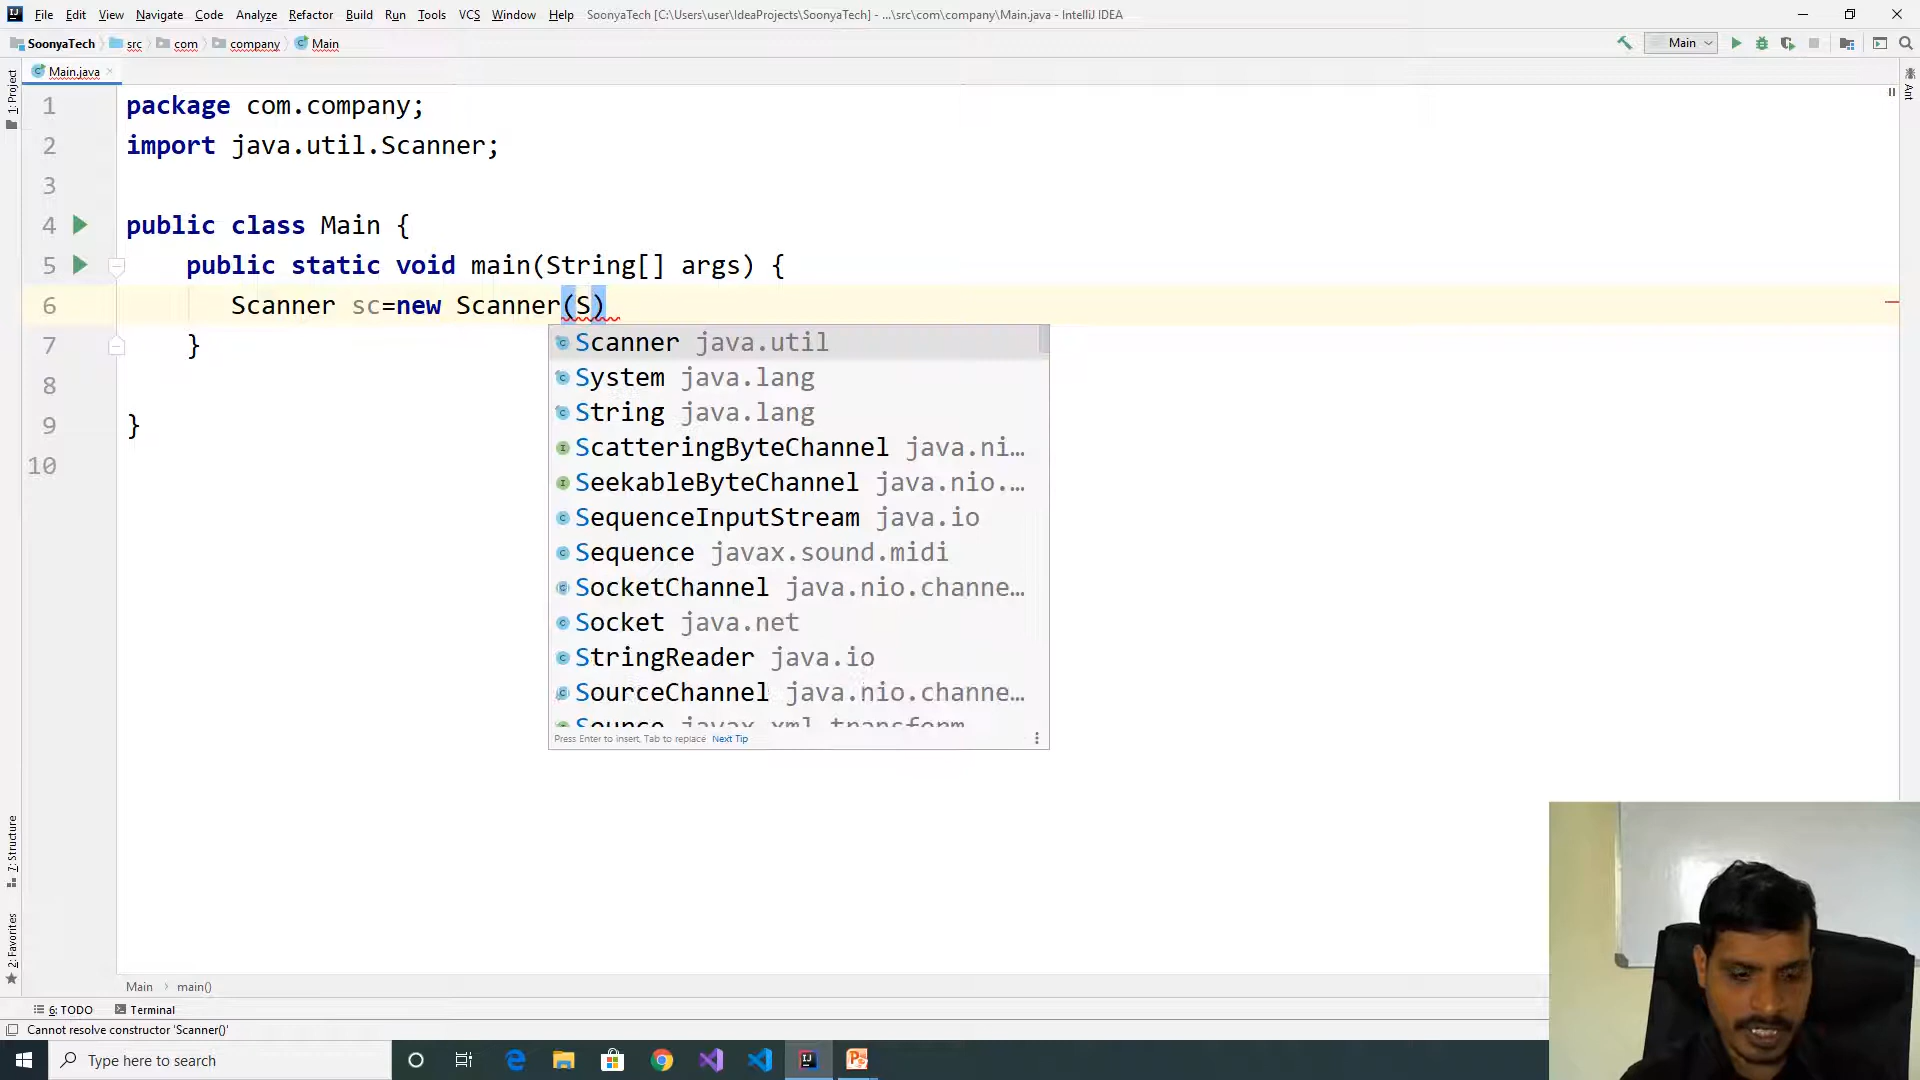 File Edit View Navigate Code Analyze Refactor Build Run Tools VCS Window Help SoonyaTech [C:\Users\user\IdeaProjects\SoonyaTech] - ...\src\com\company\Main.java - IntelliJ IDEA
SoonyaTech src com company Main Main
Main.java
1 package com.company;
2 import java.util.Scanner;
3
4 public class Main {
5 public static void main(String[] args) {
6 Scanner sc=new Scanner(S)
7 }
8
9 }
10
Scanner java.util
System java.lang
String java.lang
ScatteringByteChannel java.ni...
SeekableByteChannel java.nio....
SequenceInputStream java.io
Sequence javax.sound.midi
SocketChannel java.nio.channe...
Socket java.net
StringReader java.io
SourceChannel java.nio.channe...
Source javax.xml.transform
Press Enter to insert, Tab to replace Next Tip
1: Project
7: Structure
2: Favorites
Ant
Main main()
6: TODO Terminal
Cannot resolve constructor 'Scanner()'
Type here to search